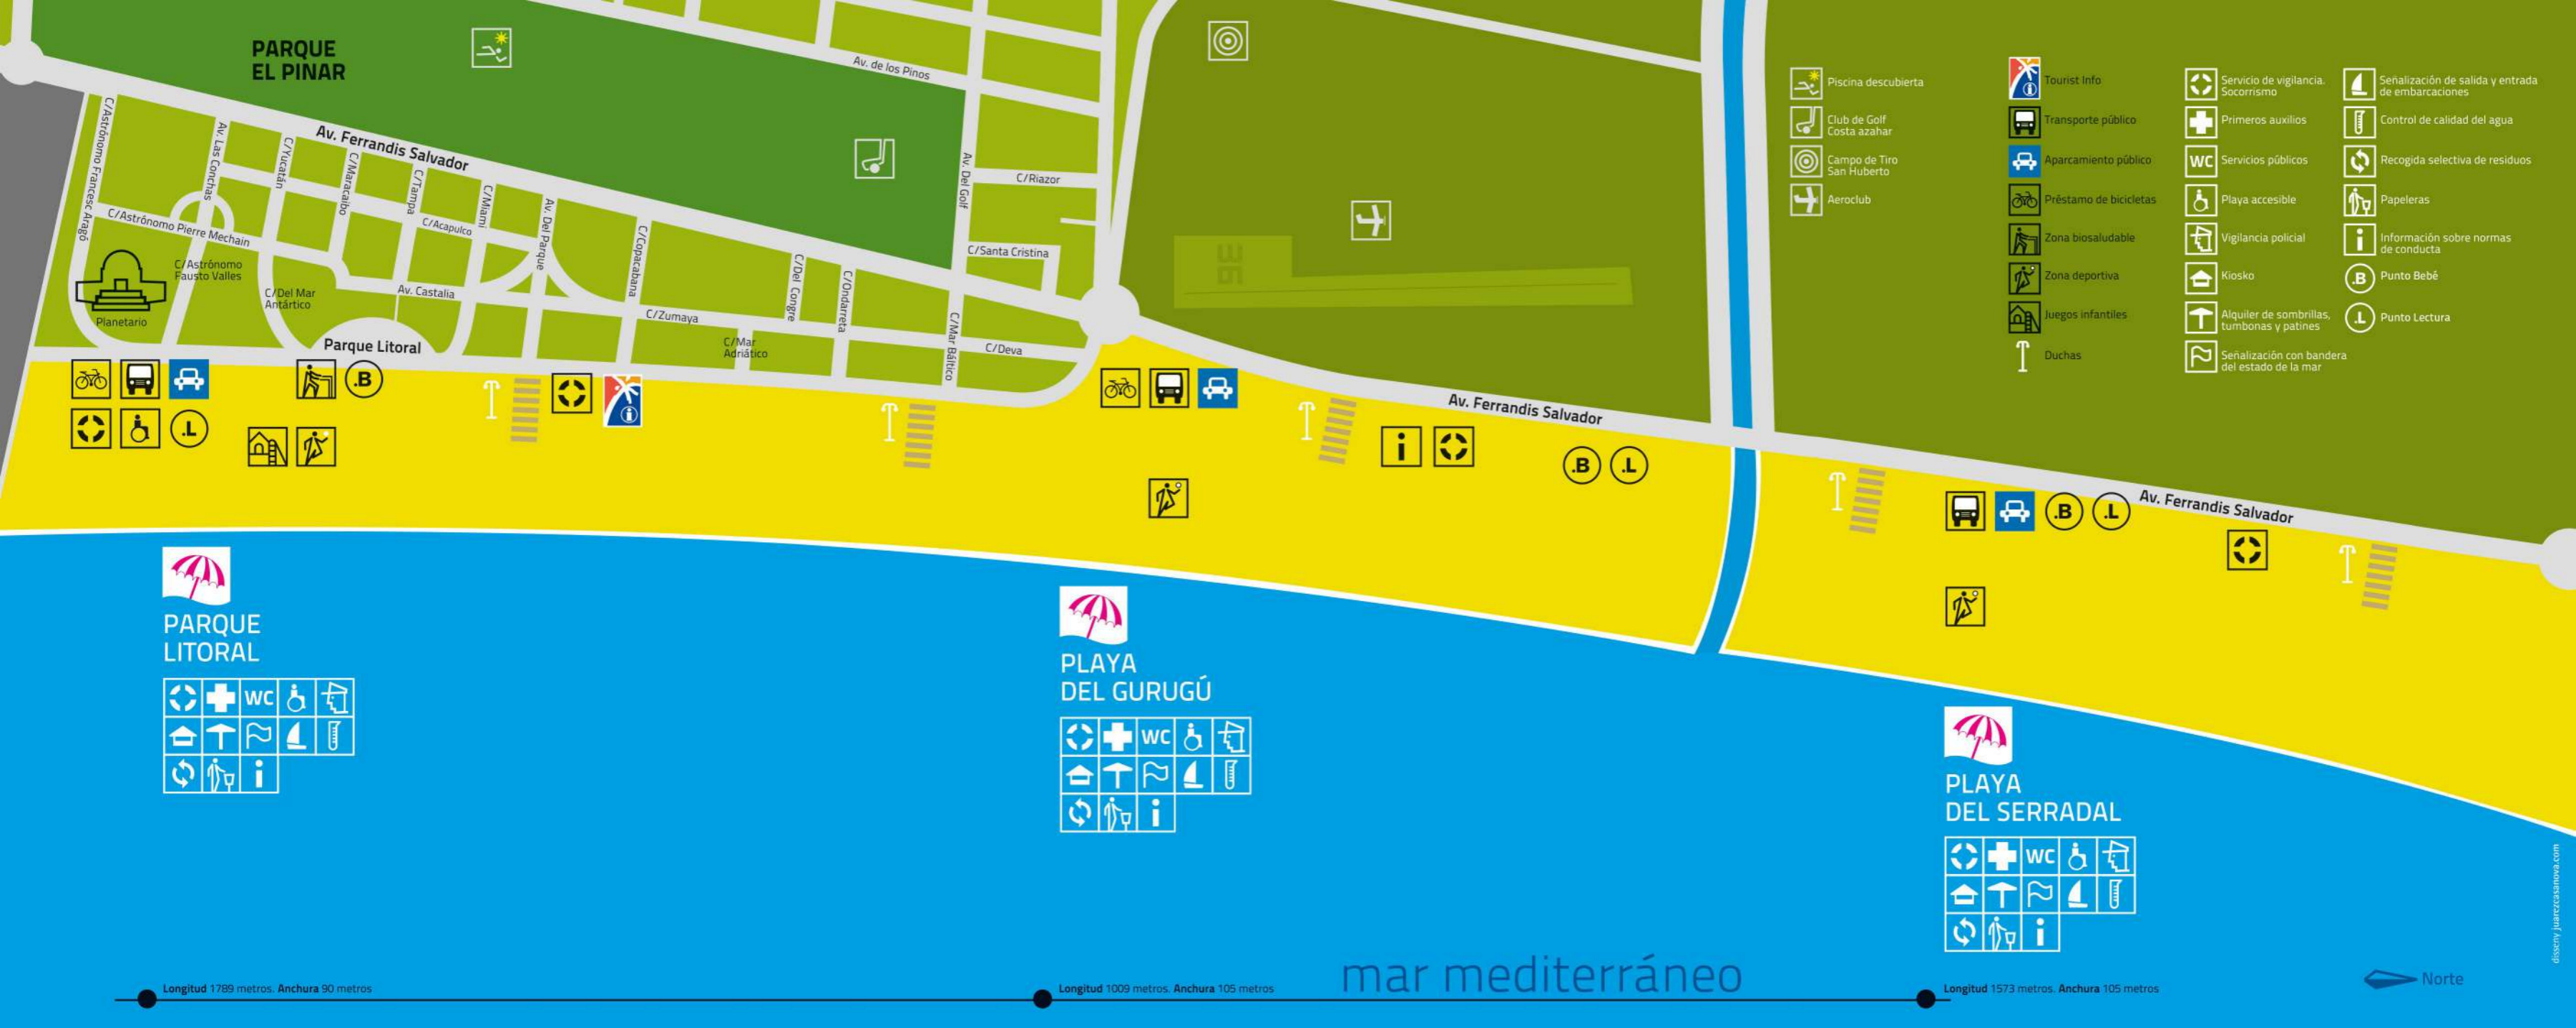 PARQUE
EL PINAR
Av. de los Pinos
C/Astrónomo Francesc Aragó
Av. Las Conchas
C/Yucatán
Av. Ferrandis Salvador
C/Maracaibo
C/Tampa
C/Acapulco
C/Miami
Av. Del Parque
C/Copacabana
C/Astrónomo Pierre Mechain
C/Astrónomo
Fausto Valles
C/Del Mar
Antártico
Av. Castalia
Planetario
Parque Litoral
C/Zumaya
C/Mar
Adriático
C/Del Congre
C/Ondarreta
Av. Del Golf
C/Riazor
C/Santa Cristina
C/Mar Báltico
C/Deva
36
Av. Ferrandis Salvador
Av. Ferrandis Salvador
.B
.L
i
i
.B
.L
.B
.L
Piscina descubierta
Club de Golf
Costa azahar
Campo de Tiro
San Huberto
Aeroclub
i
Tourist Info
Transporte público
Aparcamiento público
Préstamo de bicicletas
Zona biosaludable
Zona deportiva
Juegos infantiles
Duchas
Servicio de vigilancia.
Socorrismo
Primeros auxilios
WC Servicios públicos
Playa accesible
Vigilancia policial
Kiosko
Alquiler de sombrillas,
tumbonas y patines
Señalización con bandera
del estado de la mar
Señalización de salida y entrada
de embarcaciones
Control de calidad del agua
Recogida selectiva de residuos
Papeleras
i Información sobre normas
de conducta
.B Punto Bebé
.L Punto Lectura
PARQUE
LITORAL
WC
i
PLAYA
DEL GURUGÚ
WC
i
PLAYA
DEL SERRADAL
WC
i
mar mediterráneo
Longitud 1789 metros. Anchura 90 metros
Longitud 1009 metros. Anchura 105 metros
Longitud 1573 metros. Anchura 105 metros
Norte
disseny juarezcasanova.com